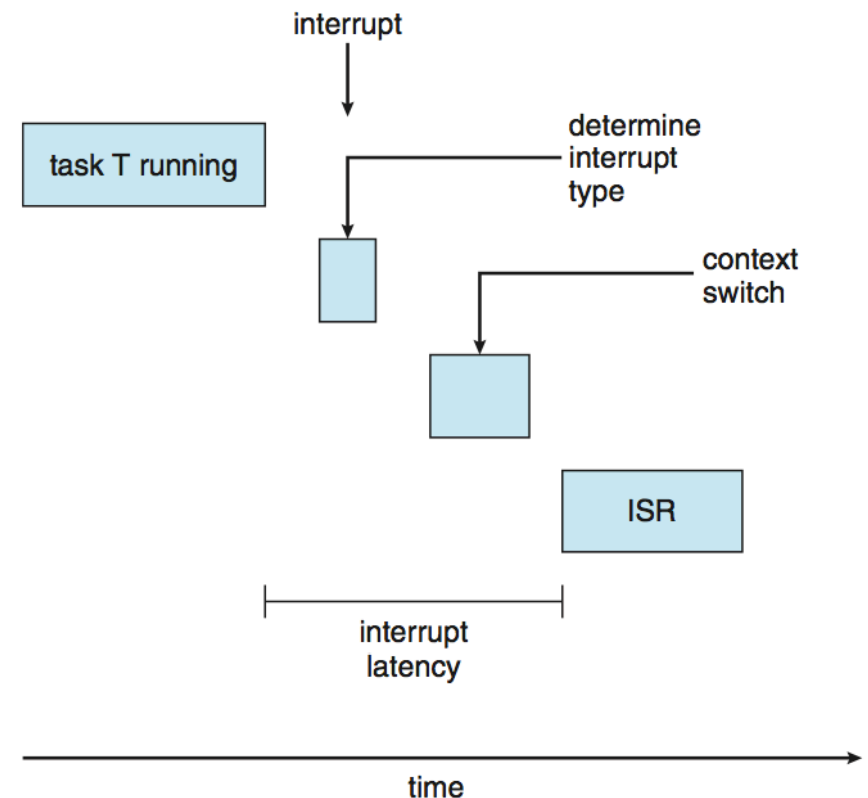 interrupt
task T running
determine
interrupt
type
context
switch
ISR
interrupt
latency
time